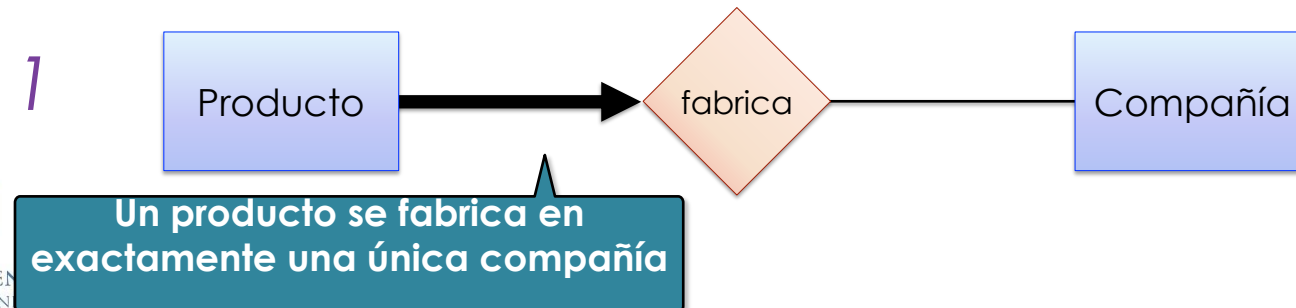 1
Producto
fabrica
Compañía
Un producto se fabrica en
exactamente una única compañía